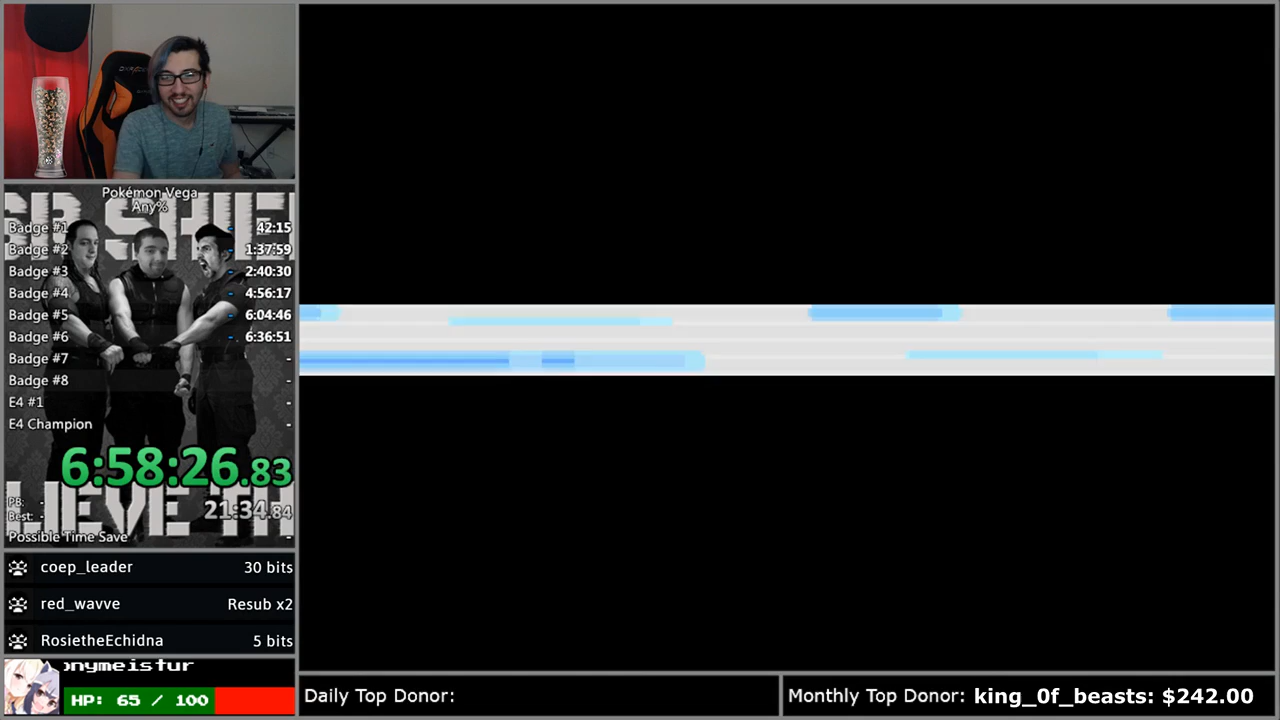 Pokémon Vega
Any%
Badge #1 - 42:15
Badge #2 - 1:37:59
Badge #3 - 2:40:30
Badge #4 - 4:56:17
Badge #5 - 6:04:46
Badge #6 - 6:36:51
Badge #7 -
Badge #8 -
E4 #1 -
E4 Champion -
6:58:26.83
PB: -
Best: -
21:34.84
Possible Time Save -
coep_leader 30 bits
red_wavve Resub x2
RosietheEchidna 5 bits
onymeistur
HP: 65 / 100
Daily Top Donor:
Monthly Top Donor: king_0f_beasts: $242.00